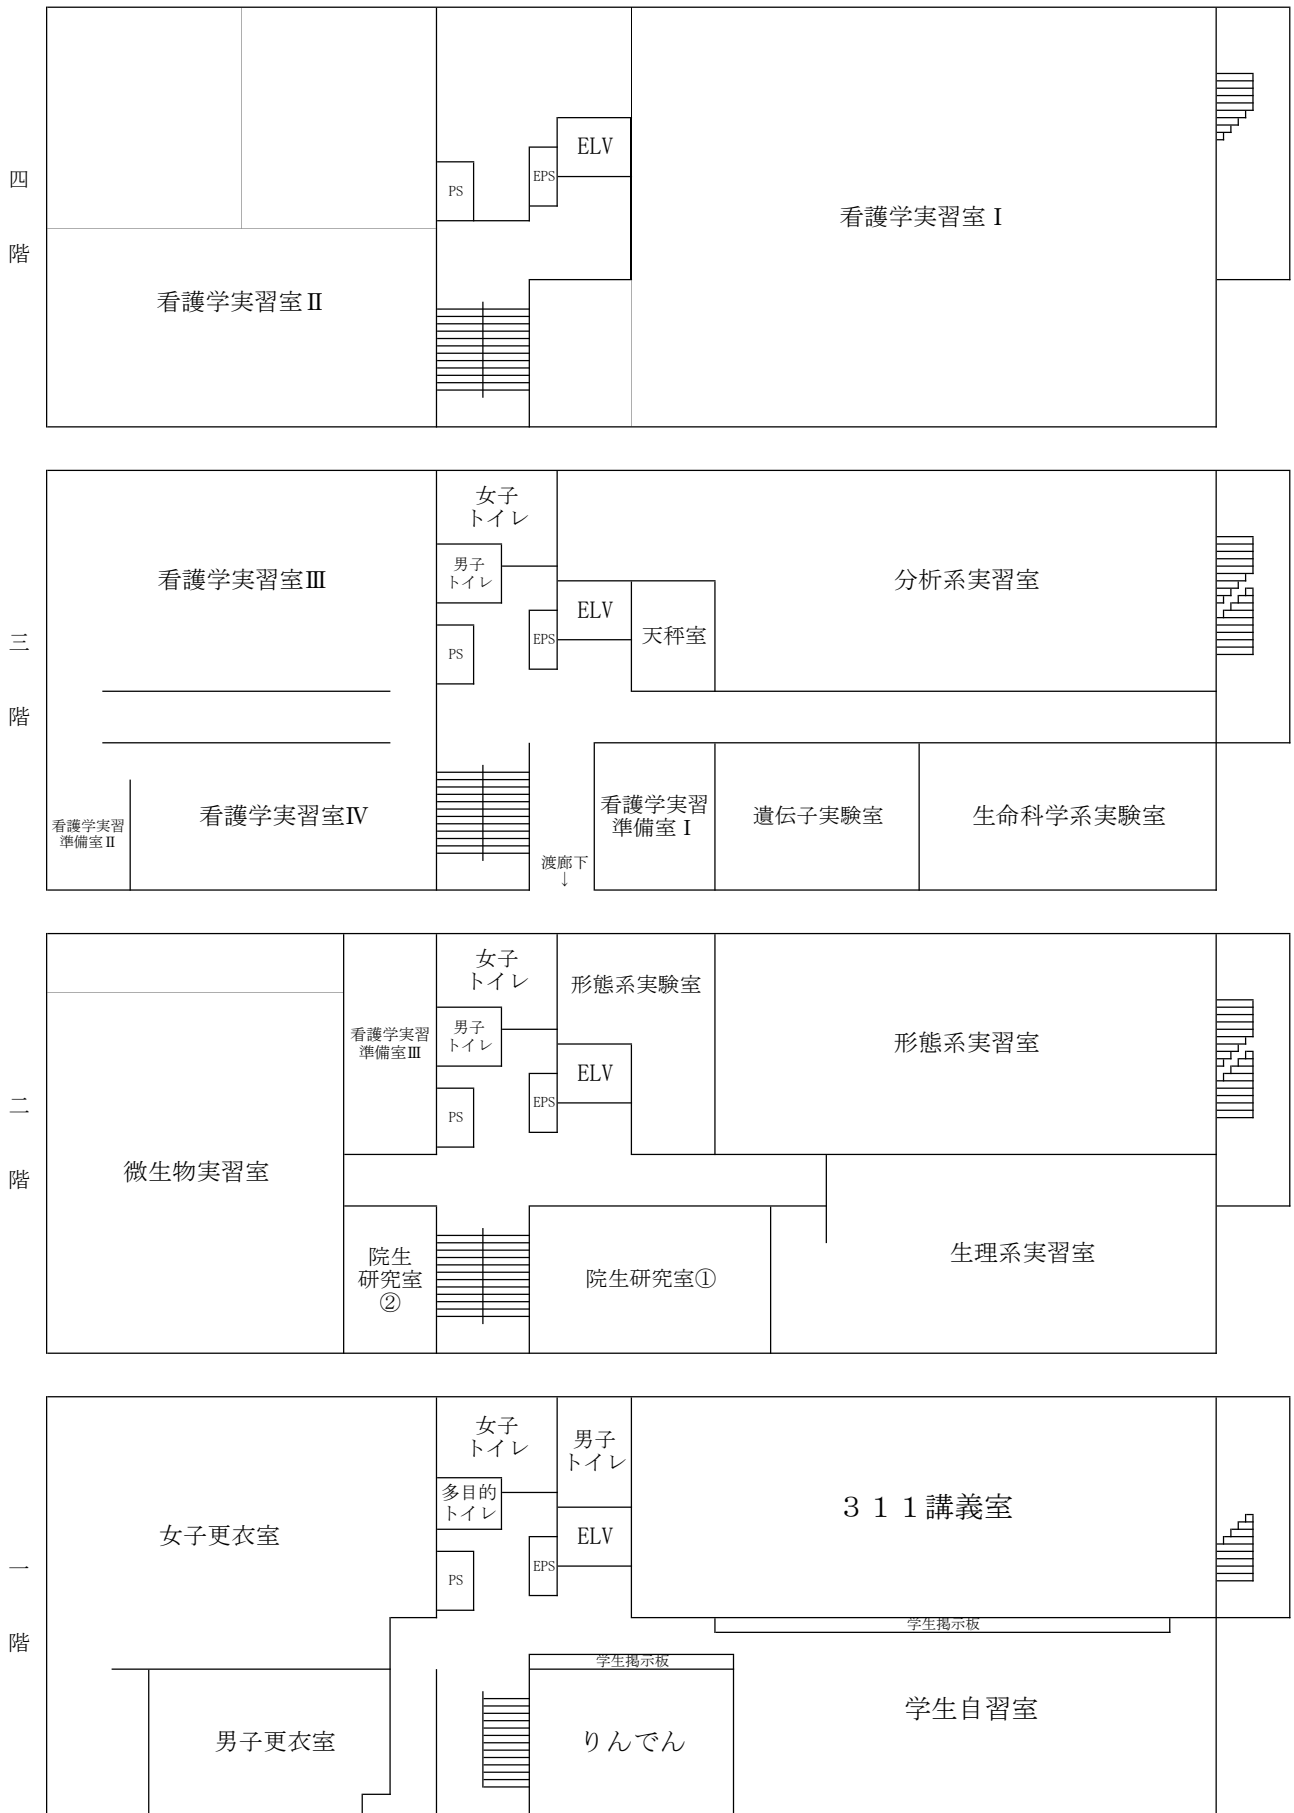 四
階
ELV
EPS
PS
看護学実習室Ⅰ
看護学実習室Ⅱ
三
階
女子
トイレ
男子
トイレ
看護学実習室Ⅲ
分析系実習室
ELV
EPS
天秤室
PS
看護学実習
準備室Ⅱ
看護学実習室Ⅳ
渡廊下
↓
看護学実習
準備室Ⅰ
遺伝子実験室
生命科学系実験室
二
階
女子
トイレ
形態系実験室
看護学実習
準備室Ⅲ
男子
トイレ
形態系実習室
ELV
EPS
PS
微生物実習室
院生
研究室
②
院生研究室①
生理系実習室
一
階
女子
トイレ
男子
トイレ
多目的
トイレ
３１１講義室
女子更衣室
ELV
EPS
PS
学生掲示板
学生掲示板
学生自習室
男子更衣室
りんでん